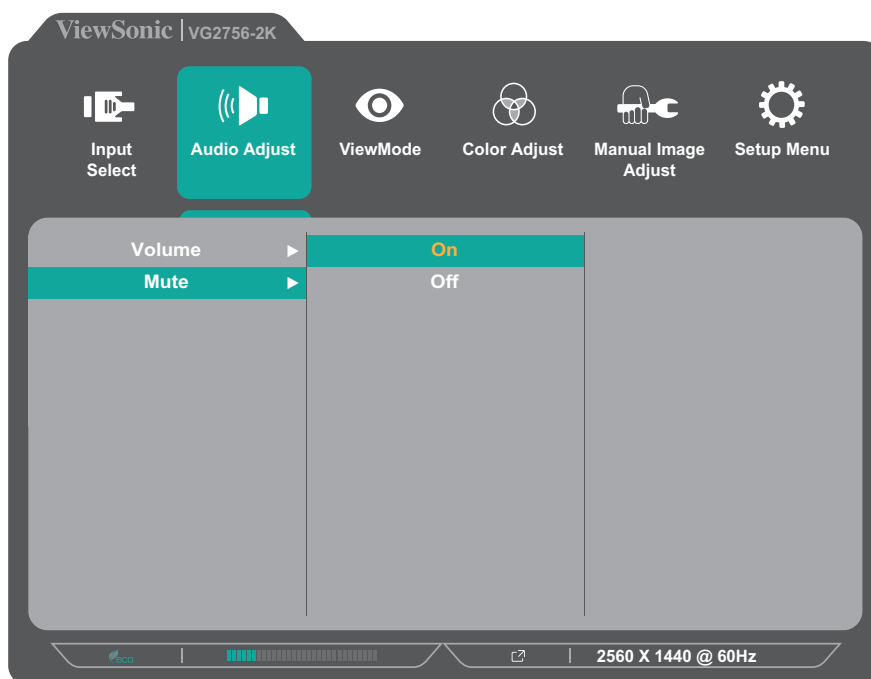 ViewSonic | VG2756-2K
Input Select
Audio Adjust
ViewMode
Color Adjust
Manual Image Adjust
Setup Menu
Volume
On
Mute
Off
eco
2560 X 1440 @ 60Hz